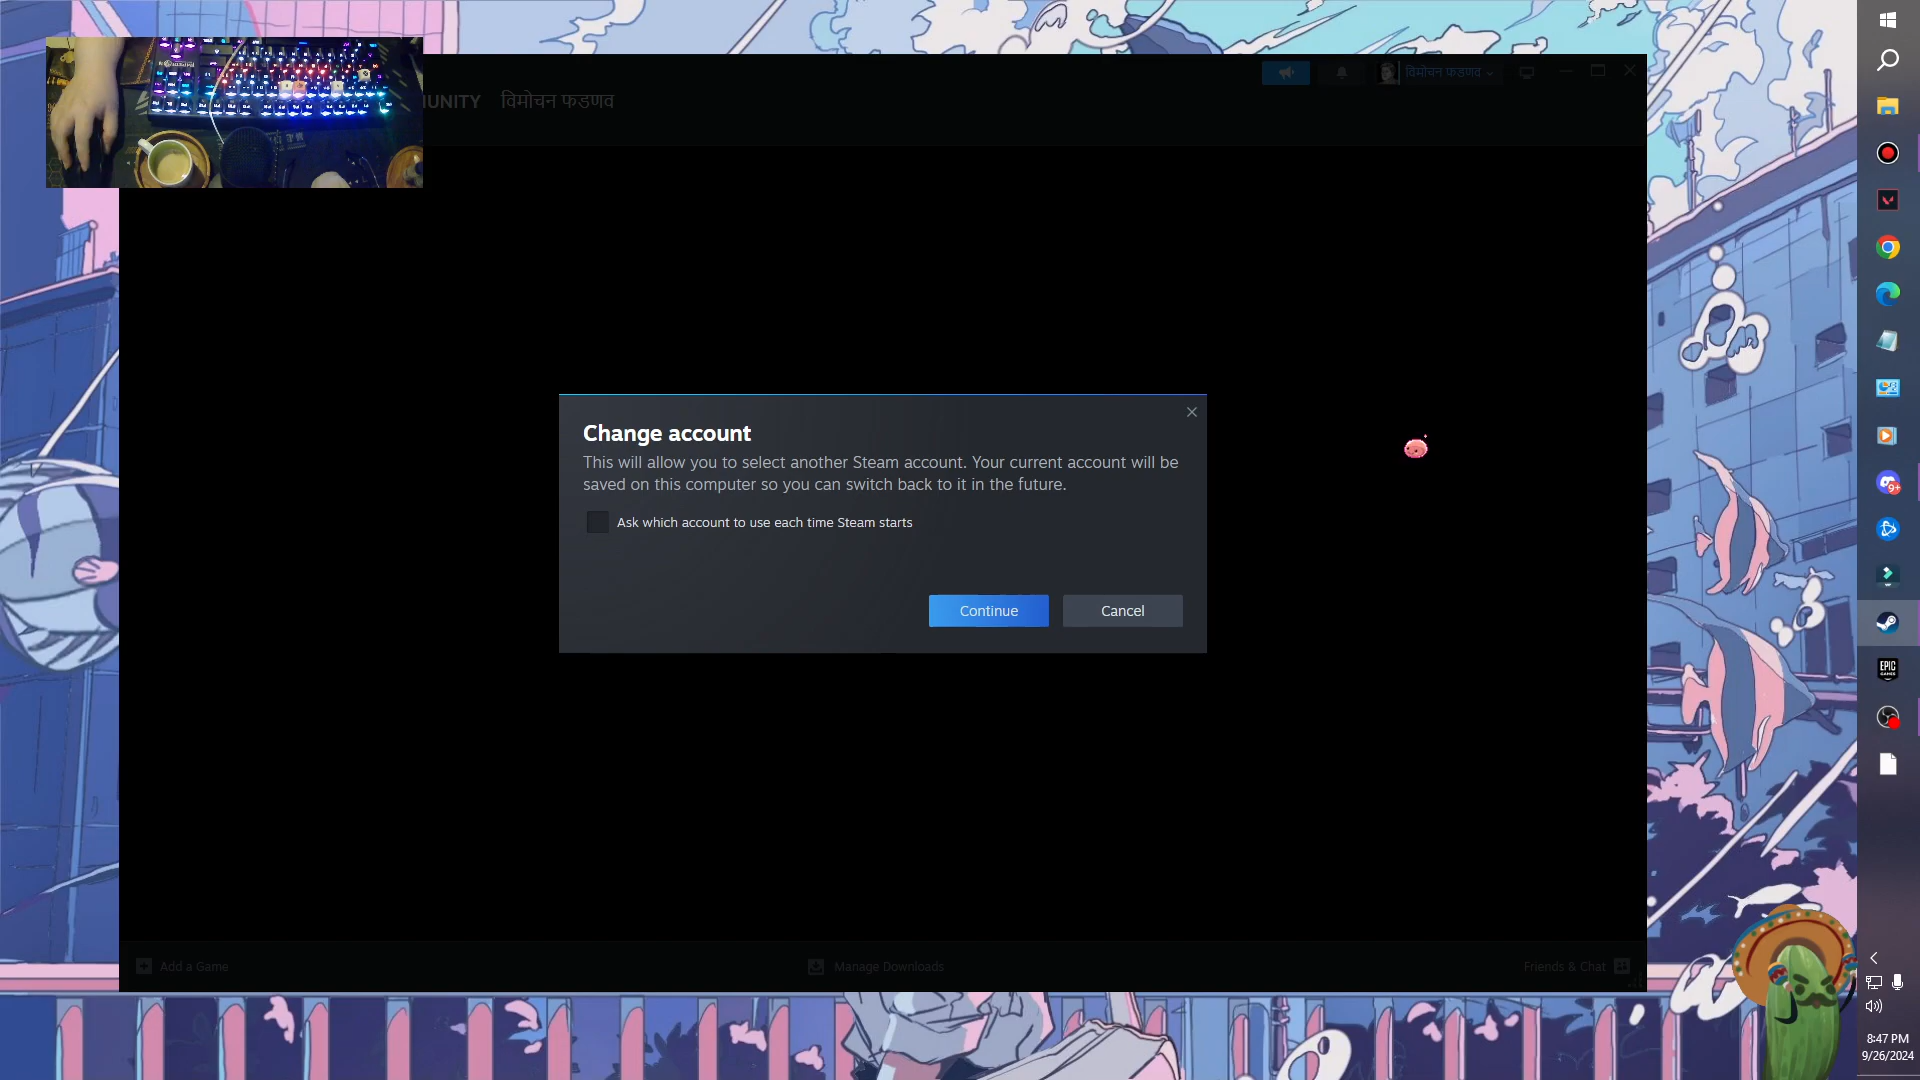 UNITY विमोचन फडणव
विमोचन फडणव
Change account
This will allow you to select another Steam account. Your current account will be
saved on this computer so you can switch back to it in the future.
Ask which account to use each time Steam starts
Continue Cancel
Add a Game
Manage Downloads
Friends & Chat
9+
EPIC
GAMES
8:47 PM
9/26/2024